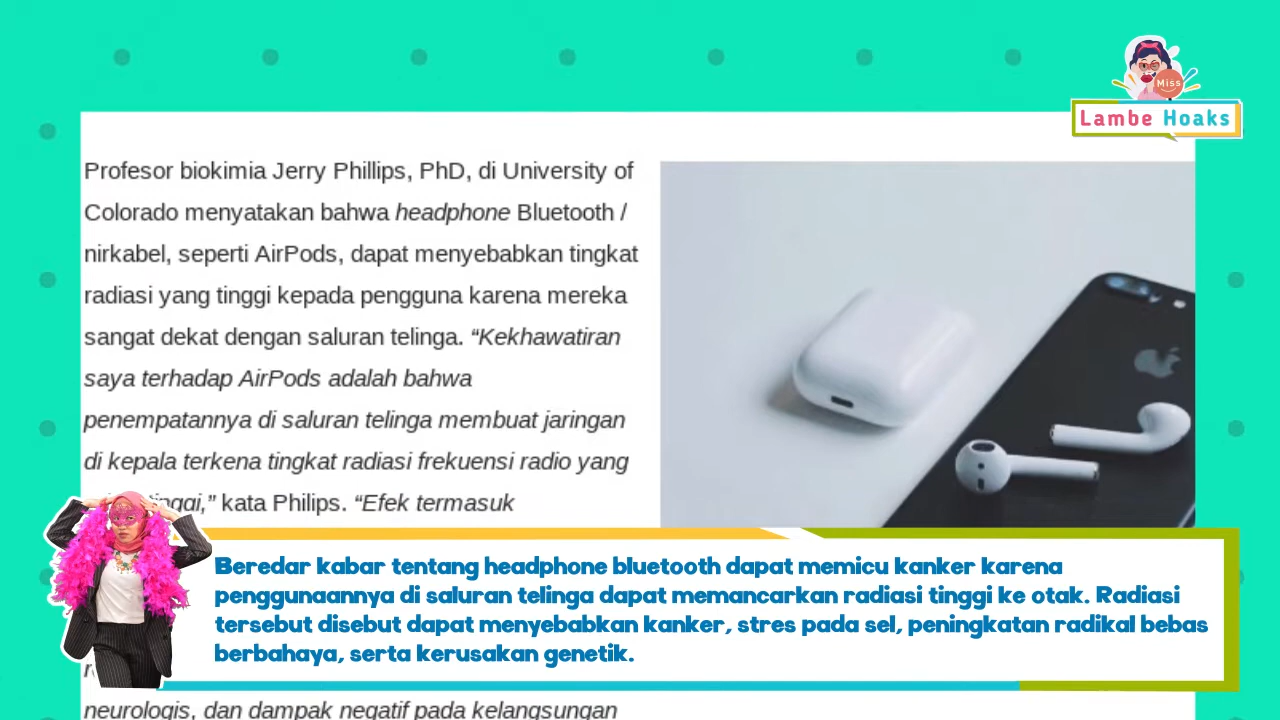 Miss
Lambe Hoaks
Profesor biokimia Jerry Phillips, PhD, di University of
Colorado menyatakan bahwa headphone Bluetooth /
nirkabel, seperti AirPods, dapat menyebabkan tingkat
radiasi yang tinggi kepada pengguna karena mereka
sangat dekat dengan saluran telinga. “Kekhawatiran
saya terhadap AirPods adalah bahwa
penempatannya di saluran telinga membuat jaringan
di kepala terkena tingkat radiasi frekuensi radio yang
kata Philips. “Efek termasuk
Beredar kabar tentang headphone bluetooth dapat memicu kanker karena
penggunaannya di saluran telinga dapat memancarkan radiasi tinggi ke otak. Radiasi
tersebut disebut dapat menyebabkan kanker, stres pada sel, peningkatan radikal bebas
berbahaya, serta kerusakan genetik.
neurologis, dan dampak negatif pada kelangsungan